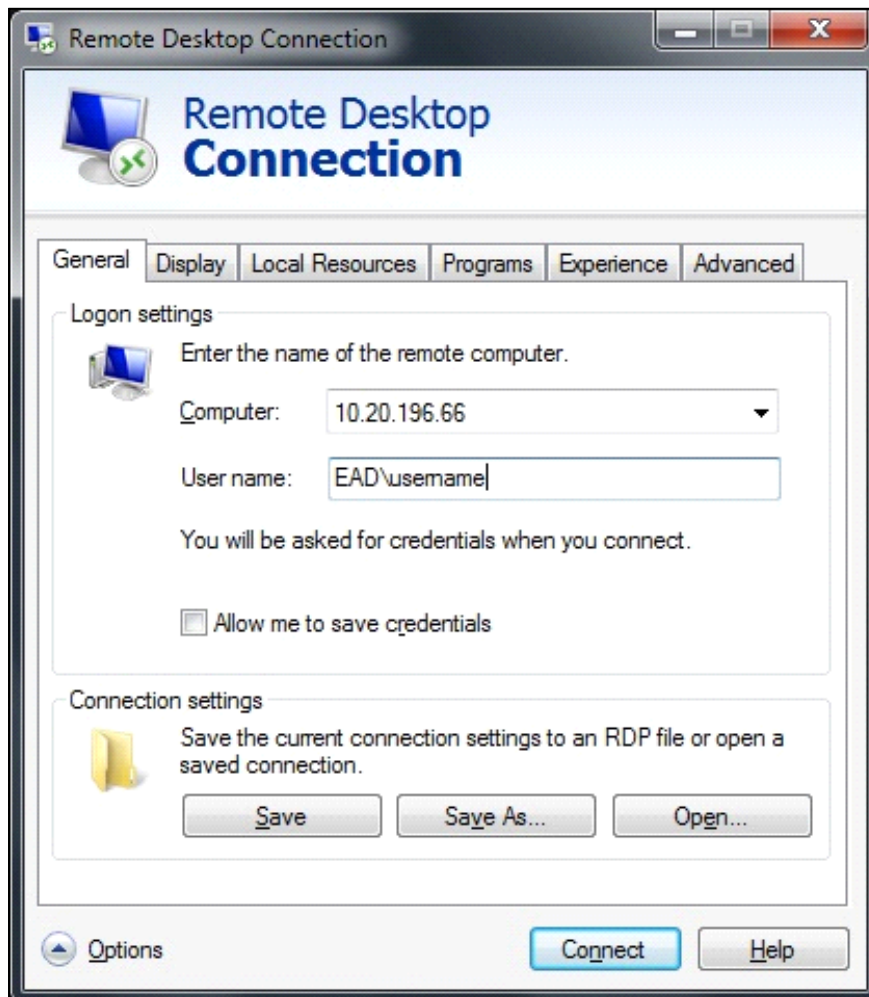 Remote Desktop Connection
Remote Desktop
Connection
General Display Local Resources Programs Experience Advanced
Logon settings
Enter the name of the remote computer.
Computer: 10.20.196.66
User name: EAD\username
You will be asked for credentials when you connect.
Allow me to save credentials
Connection settings
Save the current connection settings to an RDP file or open a
saved connection.
Save Save As... Open...
Options Connect Help